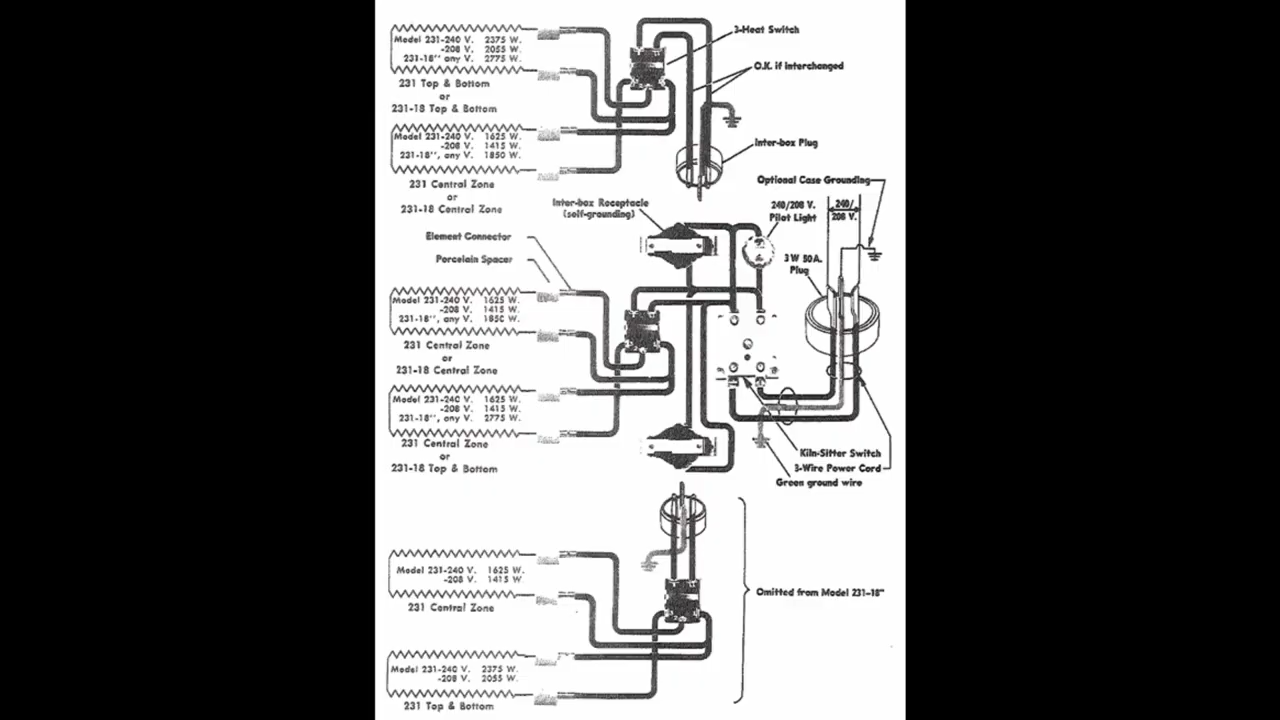 Model 231-240 V. 2375 W.
-208 V. 2055 W.
231-18" any V. 2775 W.
231 Top & Bottom
or
231-18 Top & Bottom
Model 231-240 V. 1625 W.
-208 V. 1415 W.
231-18", any V. 1850 W.
231 Central Zone
or
231-18 Central Zone
3-Heat Switch
O.K. if interchanged
Inter-box Plug
Optional Case Grounding
Inter-box Receptacle
(self-grounding)
240/208 V.
Pilot Light
240/
208 V.
3 W 50A.
Plug
Element Connector
Porcelain Spacer
Model 231-240 V. 1625 W.
-208 V. 1415 W.
231-18", any V. 1850 W.
231 Central Zone
or
231-18 Central Zone
Model 231-240 V. 1625 W.
-208 V. 1415 W.
231-18", any V. 2775 W.
231 Central Zone
or
231-18 Top & Bottom
Kiln-Sitter Switch
3-Wire Power Cord
Green ground wire
Model 231-240 V. 1625 W.
-208 V. 1415 W
231 Central Zone
Omitted from Model 231-18"
Model 231-240 V. 2375 W.
-208 V. 2055 W.
231 Top & Bottom